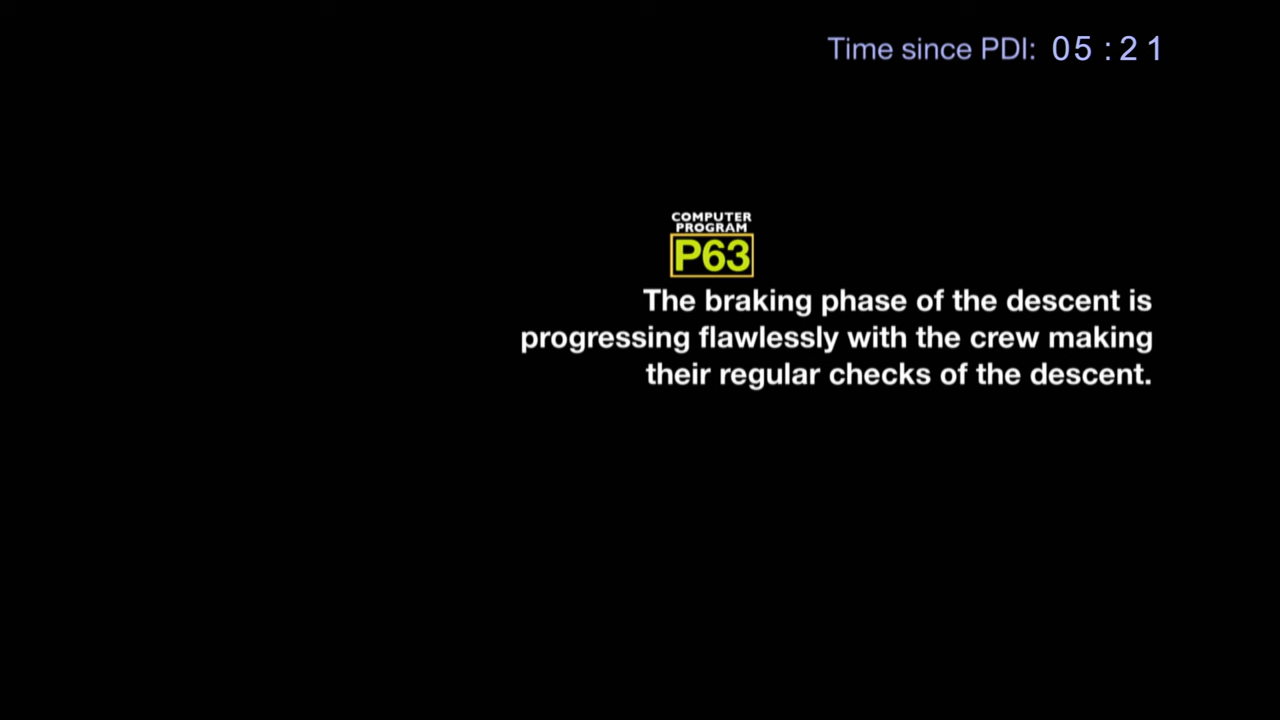 Time since PDI: 05:21
COMPUTER
PROGRAM
P63
The braking phase of the descent is
progressing flawlessly with the crew making
their regular checks of the descent.